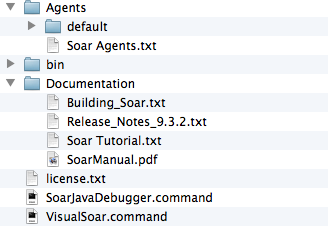 Agents
default
Soar Agents.txt
bin
Documentation
Building_Soar.txt
Release_Notes_9.3.2.txt
Soar Tutorial.txt
SoarManual.pdf
license.txt
SoarJavaDebugger.command
VisualSoar.command